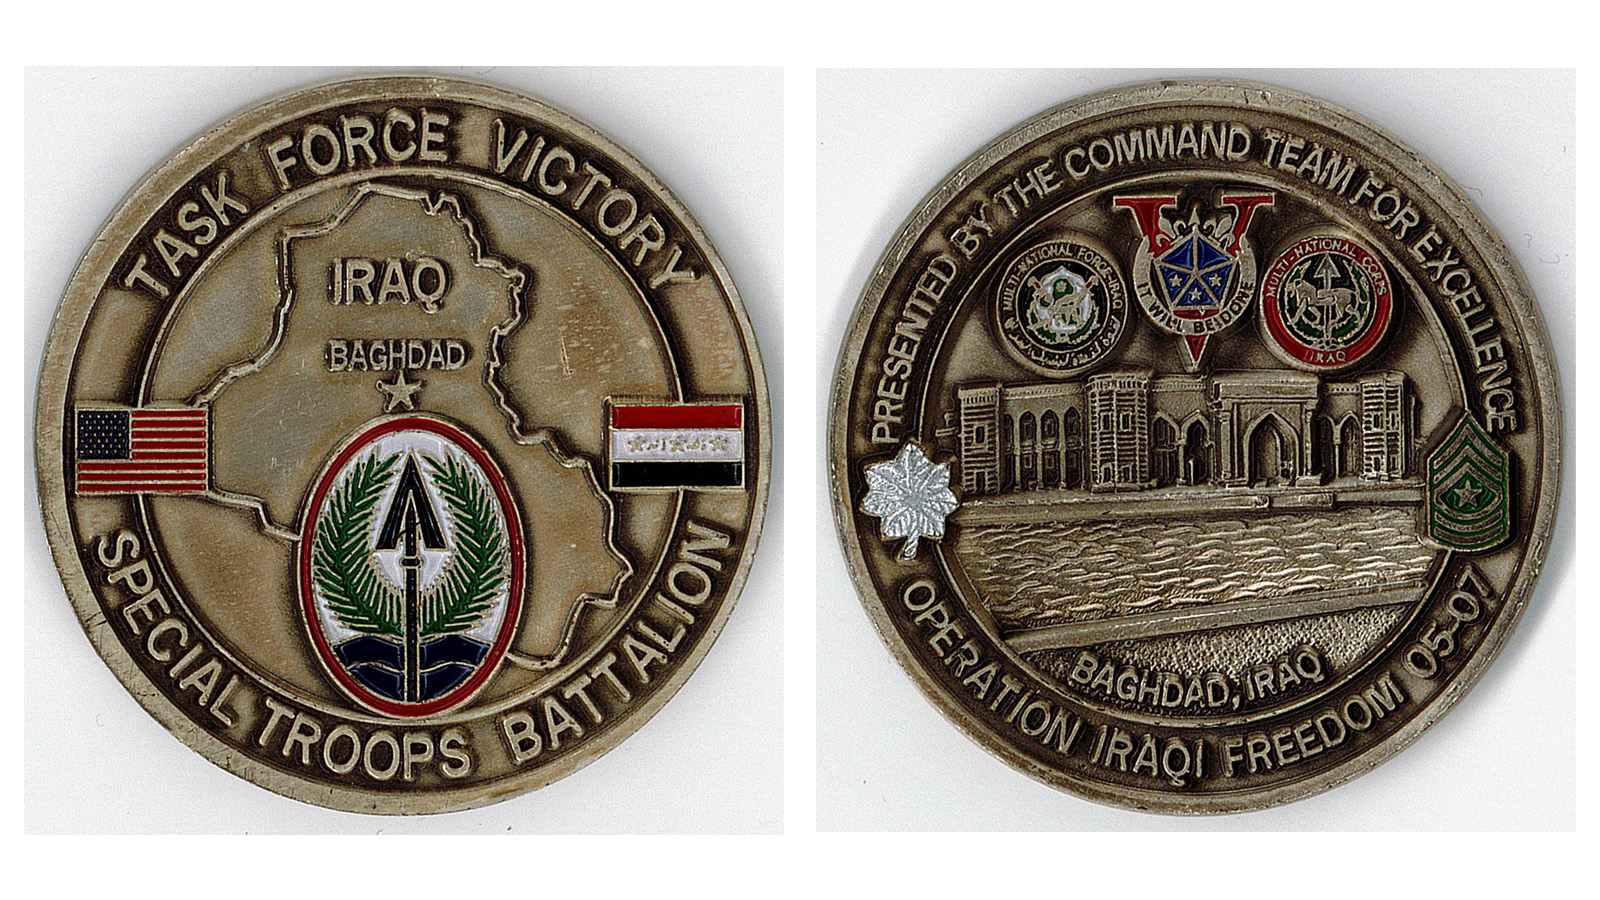 TASK FORCE VICTORY
IRAQ
BAGHDAD
SPECIAL TROOPS BATTALION
PRESENTED BY THE COMMAND TEAM FOR EXCELLENCE
MULTI-NATIONAL FORCE-IRAQ
V
IT WILL BE DONE
MULTI-NATIONAL CORPS
IRAQ
BAGHDAD, IRAQ
OPERATION IRAQI FREEDOM 05-07